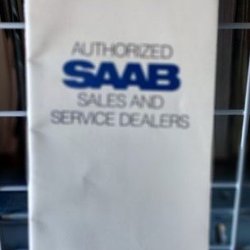 AUTHORIZED
SAAB
SALES AND
SERVICE DEALERS